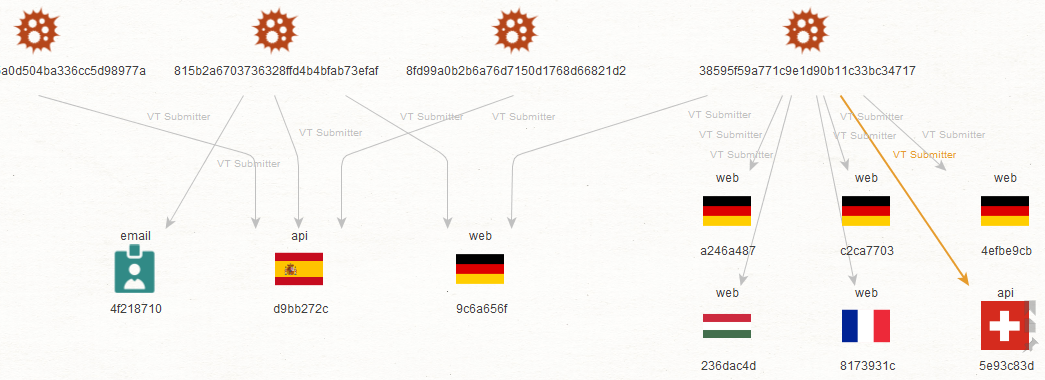 a0d504ba336cc5d98977a
815b2a6703736328ffd4b4bfab73efaf
8fd99a0b2b6a76d7150d1768d66821d2
38595f59a771c9e1d90b11c33bc34717
VT Submitter
VT Submitter
VT Submitter
VT Submitter
VT Submitter
VT Submitter
VT Submitter
VT Submitter
VT Submitter
VT Submitter
VT Submitter
VT Submitter
web
web
web
a246a487
c2ca7703
4efbe9cb
email
api
web
4f218710
d9bb272c
9c6a656f
web
web
api
236dac4d
8173931c
5e93c83d